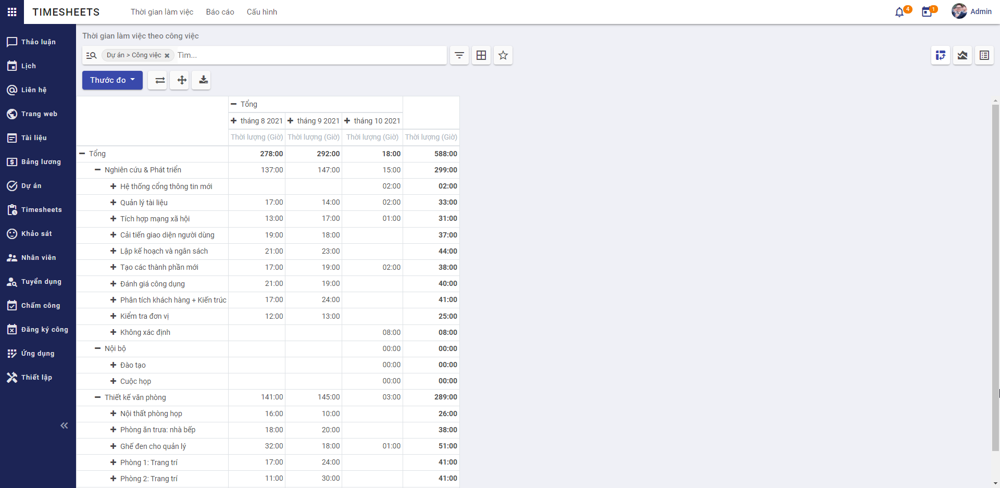 TIMESHEETS Thời gian làm việc Báo cáo Cấu hình 4 1 Admin
Thảo luận
Lịch
Liên hệ
Trang web
Tài liệu
Bảng lương
Dự án
Timesheets
Khảo sát
Nhân viên
Tuyển dụng
Chấm công
Đăng ký công
Ứng dụng
Thiết lập
Thời gian làm việc theo công việc
Dự án > Công việc Tìm...
Thước đo
Tổng
tháng 8 2021 tháng 9 2021 tháng 10 2021
Thời lượng (Giờ) Thời lượng (Giờ) Thời lượng (Giờ) Thời lượng (Giờ)
Tổng 278:00 292:00 18:00 588:00
Nghiên cứu & Phát triển 137:00 147:00 15:00 299:00
Hệ thống cổng thông tin mới 02:00 02:00
Quản lý tài liệu 17:00 14:00 02:00 33:00
Tích hợp mạng xã hội 13:00 17:00 01:00 31:00
Cải tiến giao diện người dùng 19:00 18:00 37:00
Lập kế hoạch và ngân sách 21:00 23:00 44:00
Tạo các thành phần mới 17:00 19:00 02:00 38:00
Đánh giá công dụng 21:00 19:00 40:00
Phân tích khách hàng + Kiến trúc 17:00 24:00 41:00
Kiểm tra đơn vị 12:00 13:00 25:00
Không xác định 08:00 08:00
Nội bộ 00:00 00:00
Đào tạo 00:00 00:00
Cuộc họp 00:00 00:00
Thiết kế văn phòng 141:00 145:00 03:00 289:00
Nội thất phòng họp 16:00 10:00 26:00
Phòng ăn trưa: nhà bếp 18:00 20:00 38:00
Ghế đen cho quản lý 32:00 18:00 01:00 51:00
Phòng 1: Trang trí 17:00 24:00 41:00
Phòng 2: Trang trí 11:00 30:00 41:00